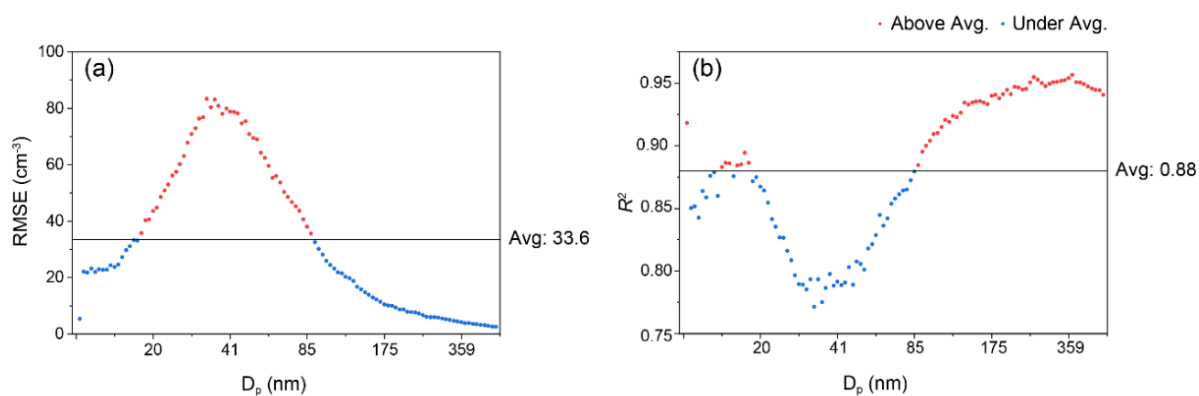 Above Avg. Under Avg.
(a)
RMSE (cm⁻³)
100
80
60
40
20
0
Avg: 33.6
20 41 85 175 359
Dₚ (nm)
(b)
R²
0.95
0.90
0.85
0.80
0.75
Avg: 0.88
20 41 85 175 359
Dₚ (nm)